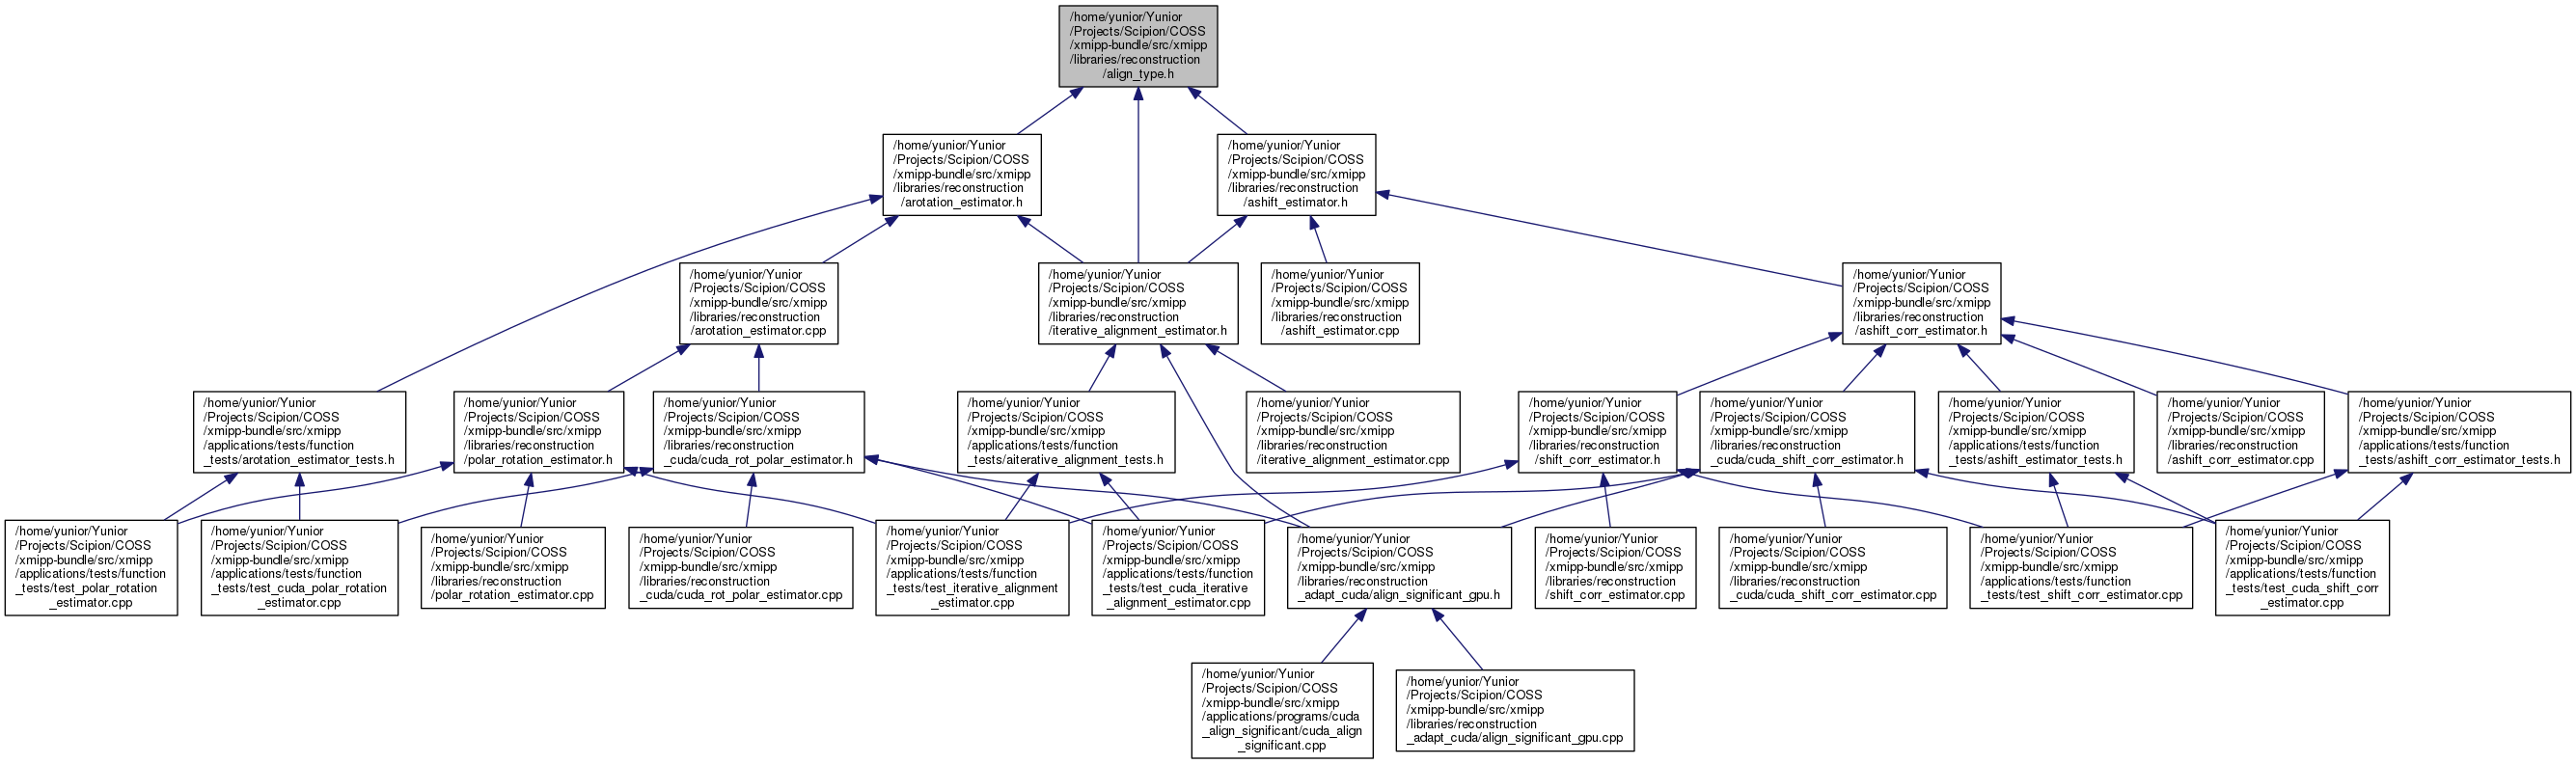 /home/yunior/Yunior
/Projects/Scipion/COSS
/xmipp-bundle/src/xmipp
/libraries/reconstruction
/align_type.h
/home/yunior/Yunior
/Projects/Scipion/COSS
/xmipp-bundle/src/xmipp
/libraries/reconstruction
/arotation_estimator.h
/home/yunior/Yunior
/Projects/Scipion/COSS
/xmipp-bundle/src/xmipp
/libraries/reconstruction
/ashift_estimator.h
/home/yunior/Yunior
/Projects/Scipion/COSS
/xmipp-bundle/src/xmipp
/libraries/reconstruction
/arotation_estimator.cpp
/home/yunior/Yunior
/Projects/Scipion/COSS
/xmipp-bundle/src/xmipp
/libraries/reconstruction
/iterative_alignment_estimator.h
/home/yunior/Yunior
/Projects/Scipion/COSS
/xmipp-bundle/src/xmipp
/libraries/reconstruction
/ashift_estimator.cpp
/home/yunior/Yunior
/Projects/Scipion/COSS
/xmipp-bundle/src/xmipp
/libraries/reconstruction
/ashift_corr_estimator.h
/home/yunior/Yunior
/Projects/Scipion/COSS
/xmipp-bundle/src/xmipp
/applications/tests/function
_tests/arotation_estimator_tests.h
/home/yunior/Yunior
/Projects/Scipion/COSS
/xmipp-bundle/src/xmipp
/libraries/reconstruction
/polar_rotation_estimator.h
/home/yunior/Yunior
/Projects/Scipion/COSS
/xmipp-bundle/src/xmipp
/libraries/reconstruction
_cuda/cuda_rot_polar_estimator.h
/home/yunior/Yunior
/Projects/Scipion/COSS
/xmipp-bundle/src/xmipp
/applications/tests/function
_tests/aiterative_alignment_tests.h
/home/yunior/Yunior
/Projects/Scipion/COSS
/xmipp-bundle/src/xmipp
/libraries/reconstruction
/iterative_alignment_estimator.cpp
/home/yunior/Yunior
/Projects/Scipion/COSS
/xmipp-bundle/src/xmipp
/libraries/reconstruction
/shift_corr_estimator.h
/home/yunior/Yunior
/Projects/Scipion/COSS
/xmipp-bundle/src/xmipp
/libraries/reconstruction
_cuda/cuda_shift_corr_estimator.h
/home/yunior/Yunior
/Projects/Scipion/COSS
/xmipp-bundle/src/xmipp
/applications/tests/function
_tests/ashift_estimator_tests.h
/home/yunior/Yunior
/Projects/Scipion/COSS
/xmipp-bundle/src/xmipp
/libraries/reconstruction
/ashift_corr_estimator.cpp
/home/yunior/Yunior
/Projects/Scipion/COSS
/xmipp-bundle/src/xmipp
/applications/tests/function
_tests/ashift_corr_estimator_tests.h
/home/yunior/Yunior
/Projects/Scipion/COSS
/xmipp-bundle/src/xmipp
/applications/tests/function
_tests/test_polar_rotation
_estimator.cpp
/home/yunior/Yunior
/Projects/Scipion/COSS
/xmipp-bundle/src/xmipp
/applications/tests/function
_tests/test_cuda_polar_rotation
_estimator.cpp
/home/yunior/Yunior
/Projects/Scipion/COSS
/xmipp-bundle/src/xmipp
/libraries/reconstruction
/polar_rotation_estimator.cpp
/home/yunior/Yunior
/Projects/Scipion/COSS
/xmipp-bundle/src/xmipp
/libraries/reconstruction
_cuda/cuda_rot_polar_estimator.cpp
/home/yunior/Yunior
/Projects/Scipion/COSS
/xmipp-bundle/src/xmipp
/applications/tests/function
_tests/test_iterative_alignment
_estimator.cpp
/home/yunior/Yunior
/Projects/Scipion/COSS
/xmipp-bundle/src/xmipp
/applications/tests/function
_tests/test_cuda_iterative
_alignment_estimator.cpp
/home/yunior/Yunior
/Projects/Scipion/COSS
/xmipp-bundle/src/xmipp
/libraries/reconstruction
_adapt_cuda/align_significant_gpu.h
/home/yunior/Yunior
/Projects/Scipion/COSS
/xmipp-bundle/src/xmipp
/libraries/reconstruction
/shift_corr_estimator.cpp
/home/yunior/Yunior
/Projects/Scipion/COSS
/xmipp-bundle/src/xmipp
/libraries/reconstruction
_cuda/cuda_shift_corr_estimator.cpp
/home/yunior/Yunior
/Projects/Scipion/COSS
/xmipp-bundle/src/xmipp
/applications/tests/function
_tests/test_shift_corr_estimator.cpp
/home/yunior/Yunior
/Projects/Scipion/COSS
/xmipp-bundle/src/xmipp
/applications/tests/function
_tests/test_cuda_shift_corr
_estimator.cpp
/home/yunior/Yunior
/Projects/Scipion/COSS
/xmipp-bundle/src/xmipp
/applications/programs/cuda
_align_significant/cuda_align
_significant.cpp
/home/yunior/Yunior
/Projects/Scipion/COSS
/xmipp-bundle/src/xmipp
/libraries/reconstruction
_adapt_cuda/align_significant_gpu.cpp